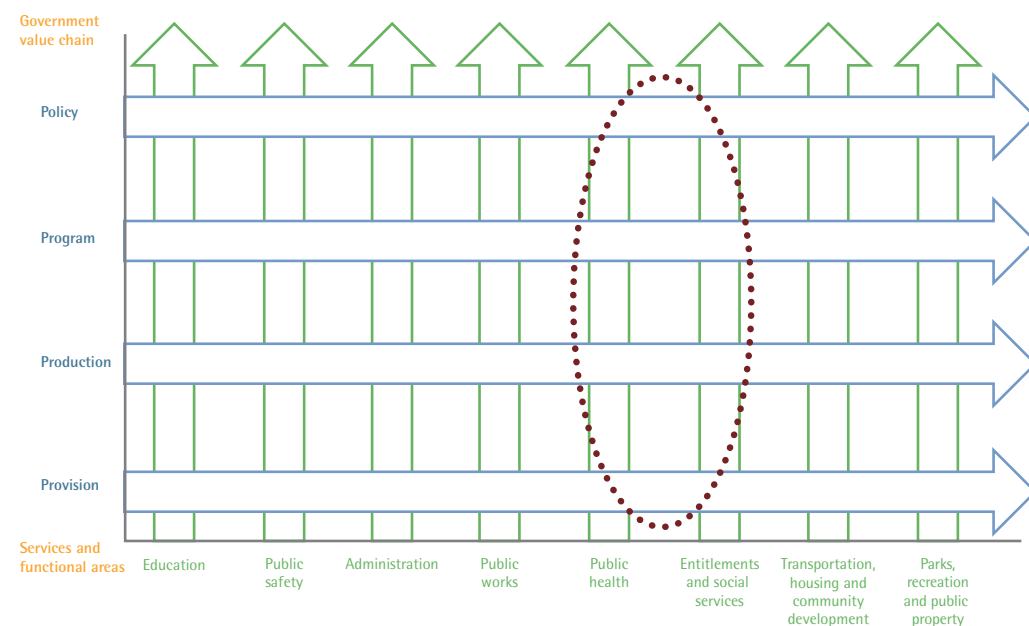 Government
value chain
Policy
Program
Production
Provision
Services and
functional areas
Education
Public
safety
Administration
Public
works
Public
health
Entitlements
and social
services
Transportation,
housing and
community
development
Parks,
recreation
and public
property